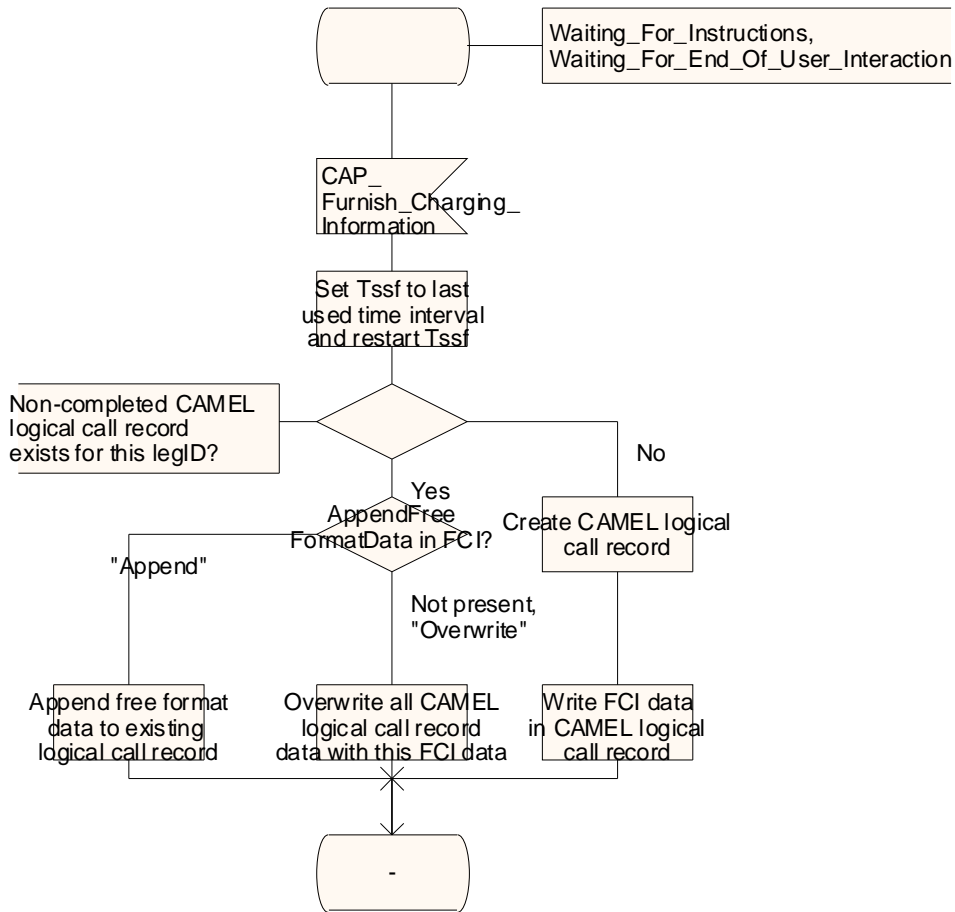 Waiting_For_Instructions,
Waiting_For_End_Of_User_Interaction
CAP_
Furnish_Charging_
Information
Set Tssf to last
used time interval
and restart Tssf
Non-completed CAMEL
logical call record
exists for this legID?
No
Yes
AppendFree
FormatData in FCI?
Create CAMEL logical
call record
"Append"
Not present,
"Overwrite"
Append free format
data to existing
logical call record
Overwrite all CAMEL
logical call record
data with this FCI data
Write FCI data
in CAMEL logical
call record
-